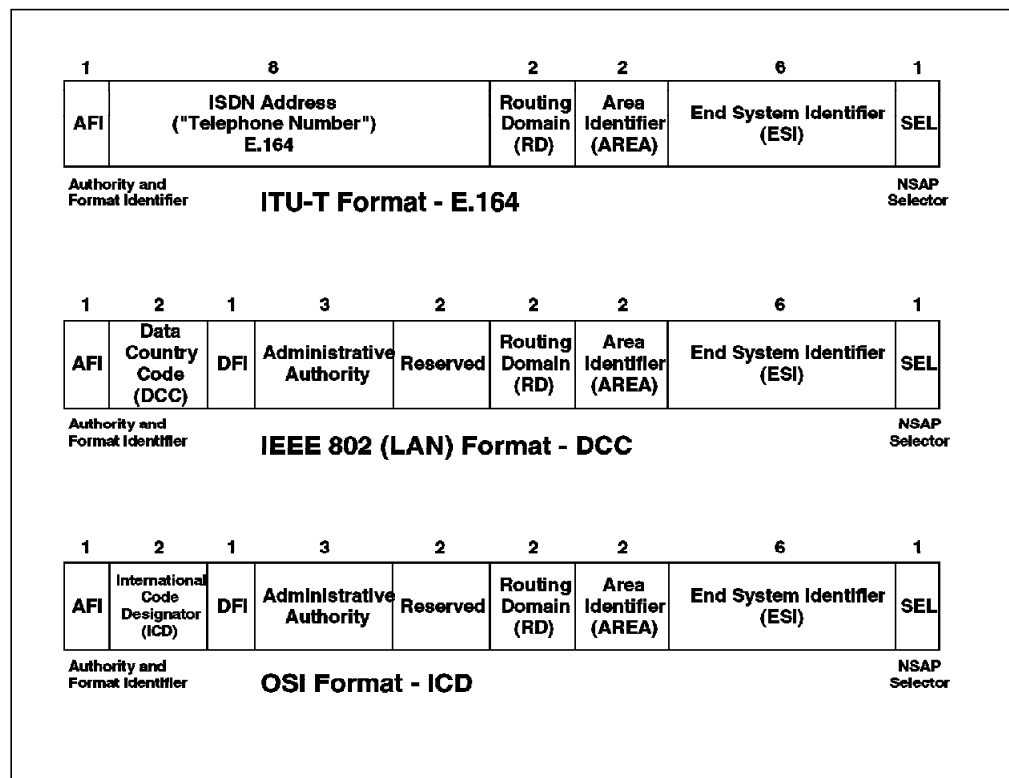 1 8 2 2 6 1
AFI
ISDN Address
("Telephone Number")
E.164
Routing
Domain
(RD)
Area
Identifier
(AREA)
End System Identifier
(ESI)
SEL
Authority and
Format Identifier
ITU-T Format - E.164
NSAP
Selector
1 2 1 3 2 2 2 6 1
AFI
Data
Country
Code
(DCC)
DFI
Administrative
Authority
Reserved
Routing
Domain
(RD)
Area
Identifier
(AREA)
End System Identifier
(ESI)
SEL
Authority and
Format Identifier
IEEE 802 (LAN) Format - DCC
NSAP
Selector
1 2 1 3 2 2 2 6 1
AFI
International
Code
Designator
(ICD)
DFI
Administrative
Authority
Reserved
Routing
Domain
(RD)
Area
Identifier
(AREA)
End System Identifier
(ESI)
SEL
Authority and
Format Identifier
OSI Format - ICD
NSAP
Selector